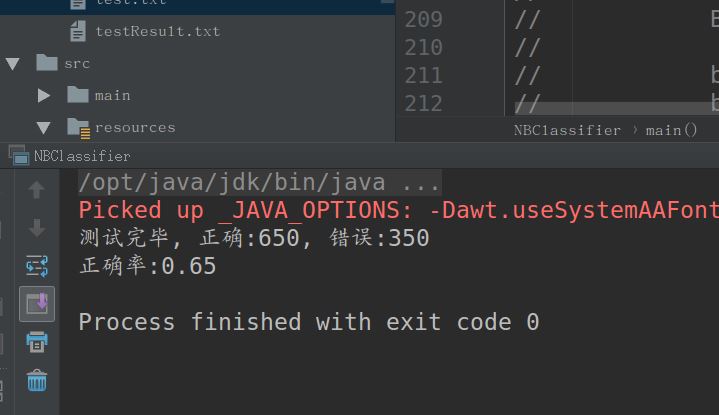 test.txt
testResult.txt
src
main
resources
209 // E
210 //
211 // b
212 // b
NBClassifier › main()
NBClassifier
/opt/java/jdk/bin/java ...
Picked up _JAVA_OPTIONS: -Dawt.useSystemAAFont
测试完毕, 正确:650, 错误:350
正确率:0.65
Process finished with exit code 0